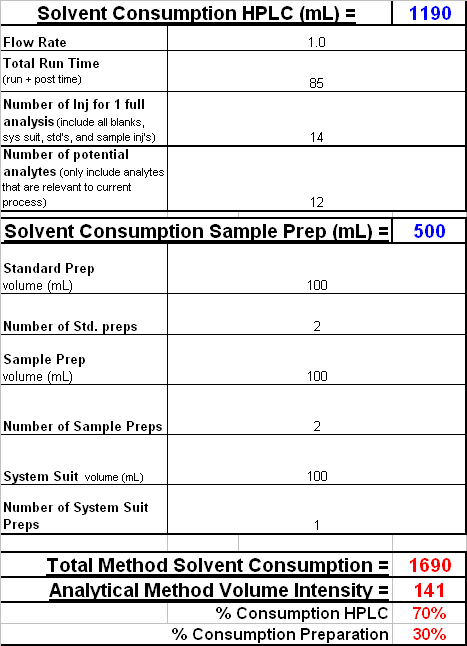 Solvent Consumption HPLC (mL) = 1190
Flow Rate 1.0
Total Run Time
(run + post time) 85
Number of Inj for 1 full
analysis (include all blanks,
sys suit, std's, and sample inj's) 14
Number of potential
analytes (only include analytes
that are relevant to current
process) 12
Solvent Consumption Sample Prep (mL) = 500
Standard Prep
volume (mL) 100
Number of Std. preps 2
Sample Prep
volume (mL) 100
Number of Sample Preps 2
System Suit volume (mL) 100
Number of System Suit
Preps 1
Total Method Solvent Consumption = 1690
Analytical Method Volume Intensity = 141
% Consumption HPLC 70%
% Consumption Preparation 30%